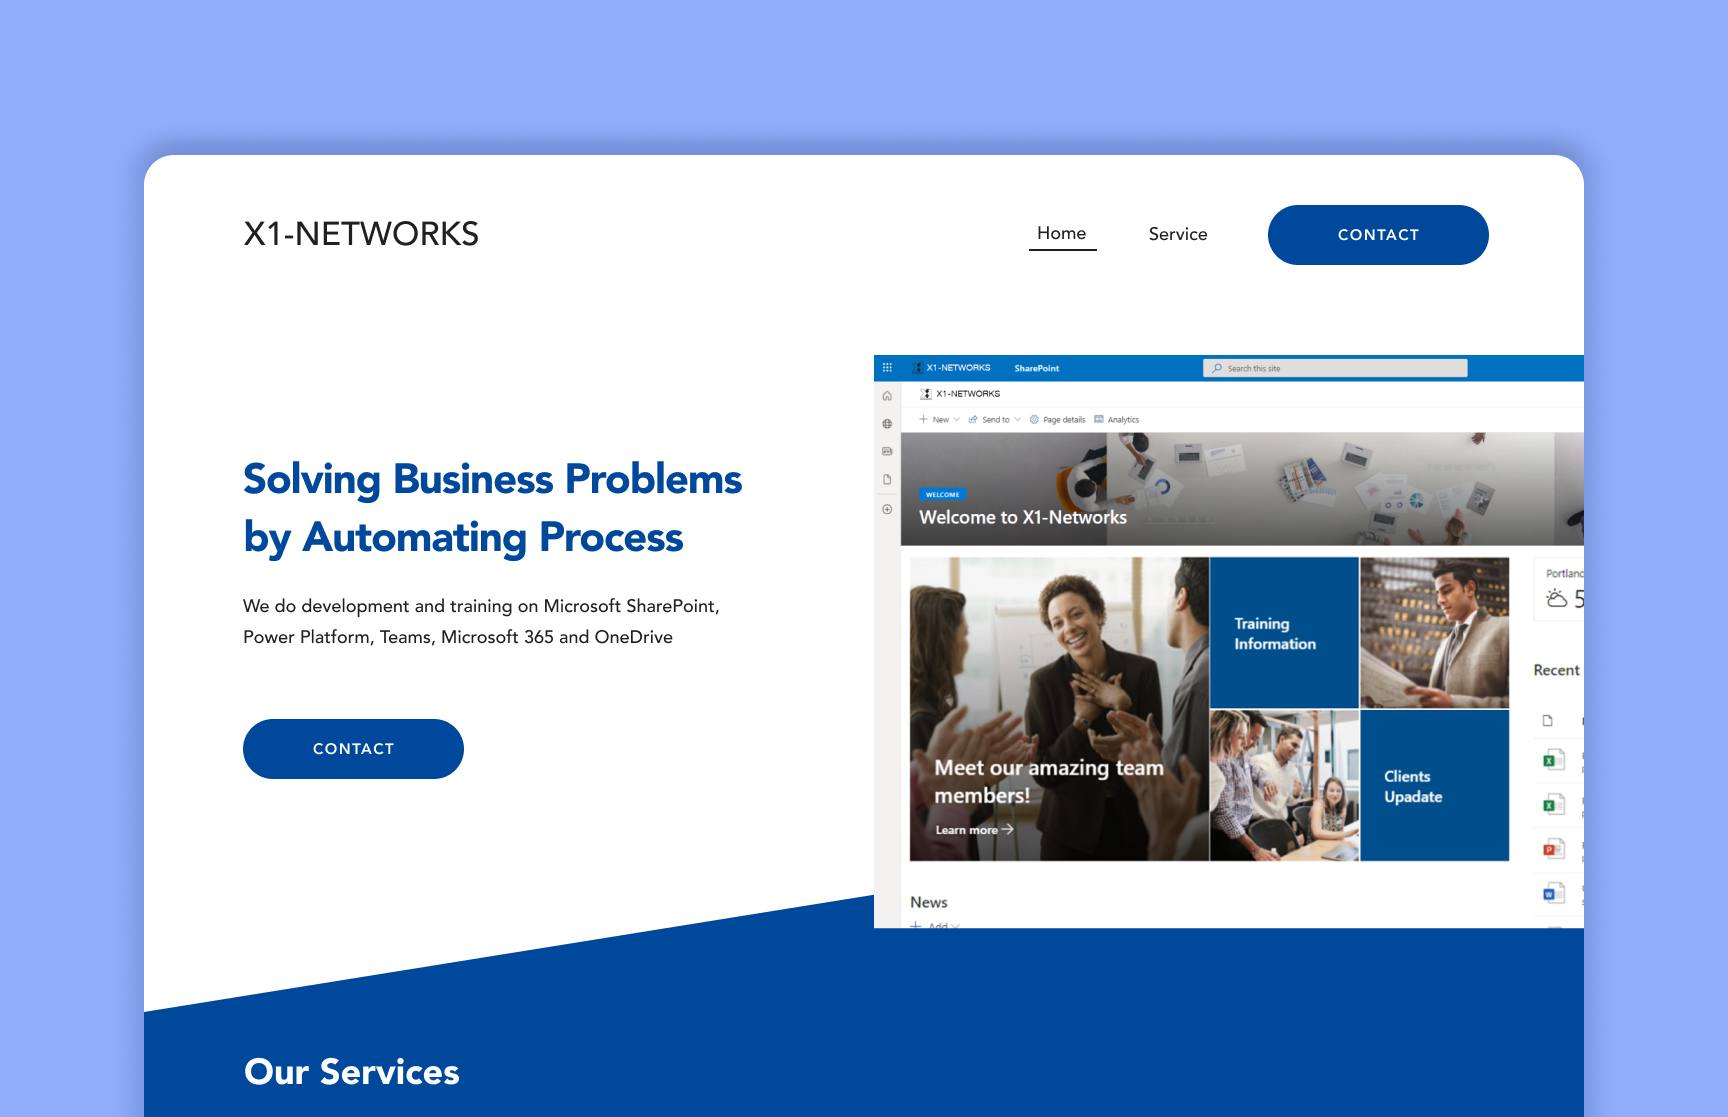 X1-NETWORKS
Home
Service
CONTACT
Solving Business Problems
by Automating Process
We do development and training on Microsoft SharePoint,
Power Platform, Teams, Microsoft 365 and OneDrive
CONTACT
X1-NETWORKS
SharePoint
Search this site
X1-NETWORKS
New
Send to
Page details
Analytics
WELCOME
Welcome to X1-Networks
Meet our amazing team
members!
Learn more
Training
Information
Clients
Upadate
Portland
5
Recent
News
Add
Our Services